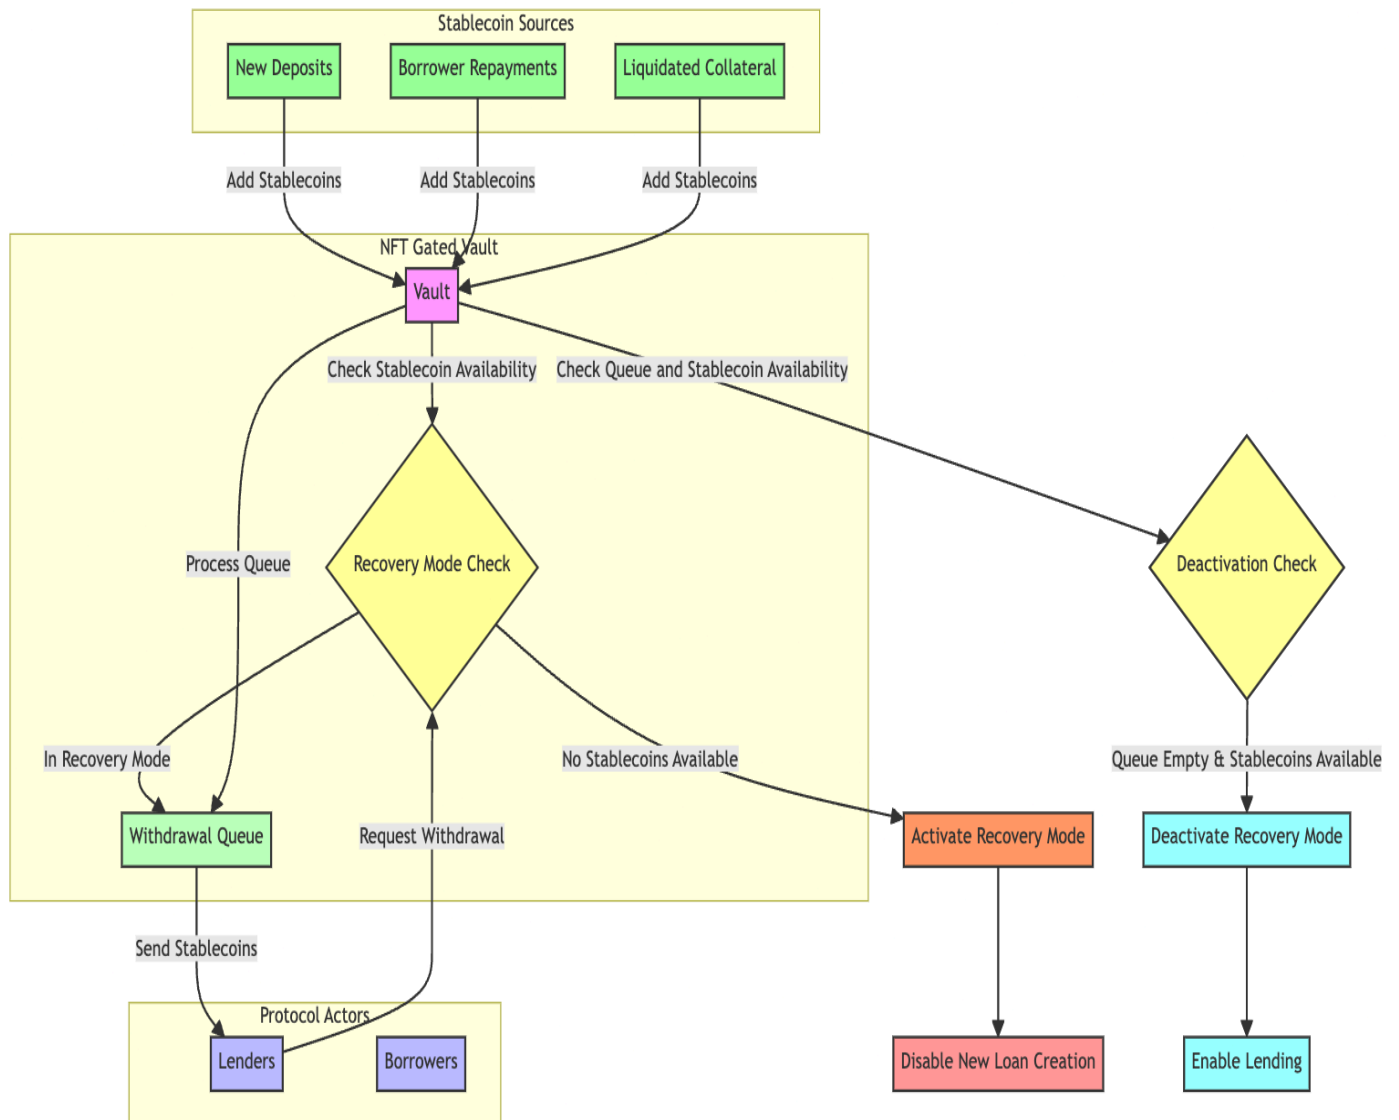 Stablecoin Sources
New Deposits
Borrower Repayments
Liquidated Collateral
Add Stablecoins
Add Stablecoins
Add Stablecoins
NFT Gated Vault
Vault
Check Stablecoin Availability
Check Queue and Stablecoin Availability
Process Queue
Recovery Mode Check
Deactivation Check
In Recovery Mode
No Stablecoins Available
Queue Empty & Stablecoins Available
Withdrawal Queue
Request Withdrawal
Activate Recovery Mode
Deactivate Recovery Mode
Send Stablecoins
Protocol Actors
Lenders
Borrowers
Disable New Loan Creation
Enable Lending